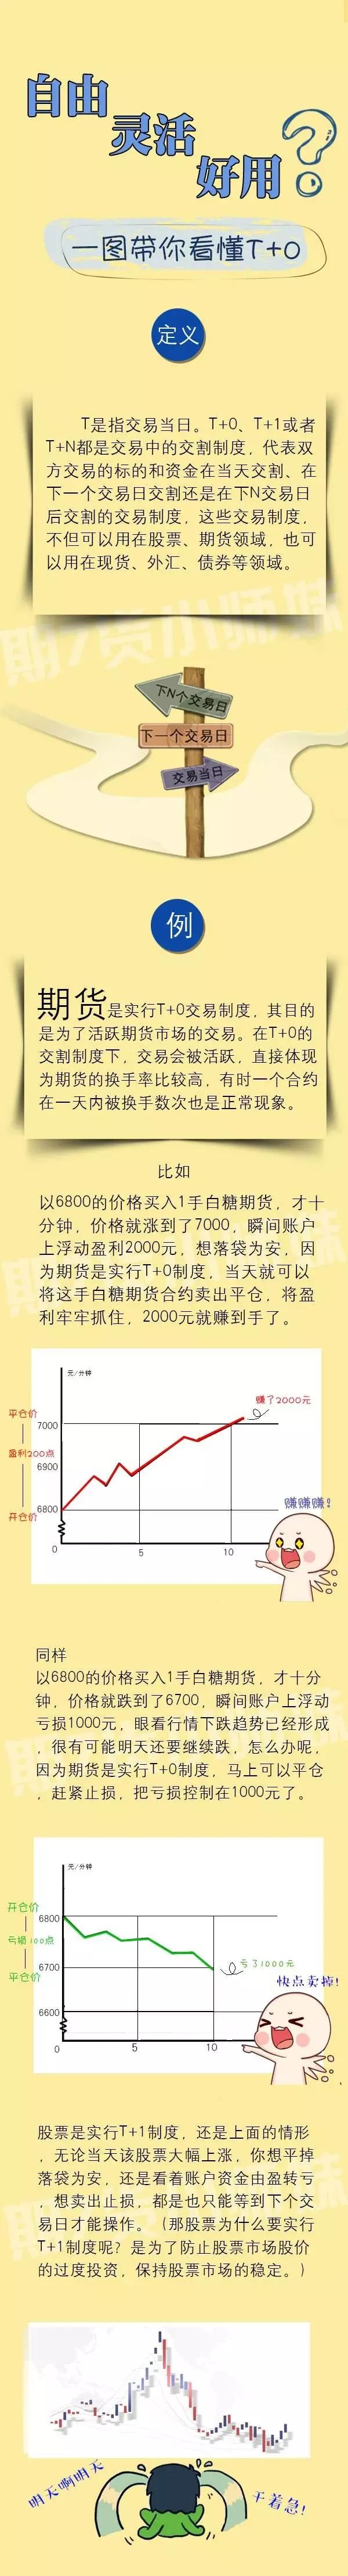 自由
灵活
好用?
一图带你看懂T+0
定义
T是指交易当日。T+0、T+1或者
T+N都是交易中的交割制度，代表双
方交易的标的和资金在当天交割、在
下一个交易日交割还是在下N交易日
后交割的交易制度，这些交易制度，
不但可以用在股票、期货领域，也可
以用在现货、外汇、债券等领域。
下N个交易日
下一个交易日
交易当日
例
期货是实行T+0交易制度，其目的
是为了活跃期货市场的交易。在T+0的
交割制度下，交易会被活跃，直接体现
为期货的换手率比较高，有时一个合约
在一天内被换手数次也是正常现象。
比如
以6800的价格买入1手白糖期货，才十
分钟，价格就涨到了7000，瞬间账户
上浮动盈利2000元，想落袋为安，因
为期货是实行T+0制度，当天就可以
将这手白糖期货合约卖出平仓，将盈
利牢牢抓住，2000元就赚到手了。
元/分钟
赚了2000元
平仓价
7000
盈利200点
6900
赚赚赚!
开仓价
6800
0
5
10
同样
以6800的价格买入1手白糖期货，才十分
钟，价格就跌到了6700，瞬间账户上浮动
亏损1000元，眼看行情下跌趋势已经形成
，很有可能明天还要继续跌，怎么办呢，
因为期货是实行T+0制度，马上可以平仓
，赶紧止损，把亏损控制在1000元了。
元/分钟
开仓价
6800
亏损100点
平仓价
6700
亏了1000元
快点卖掉!
6600
0
5
10
股票是实行T+1制度，还是上面的情形
，无论当天该股票大幅上涨，你想平掉
落袋为安，还是看着账户资金由盈转亏
，想卖出止损，都是也只能等到下个交
易日才能操作。（那股票为什么要实行
T+1制度呢？是为了防止股票市场股价
的过度投资，保持股票市场的稳定。）
明天啊明天
干着急!